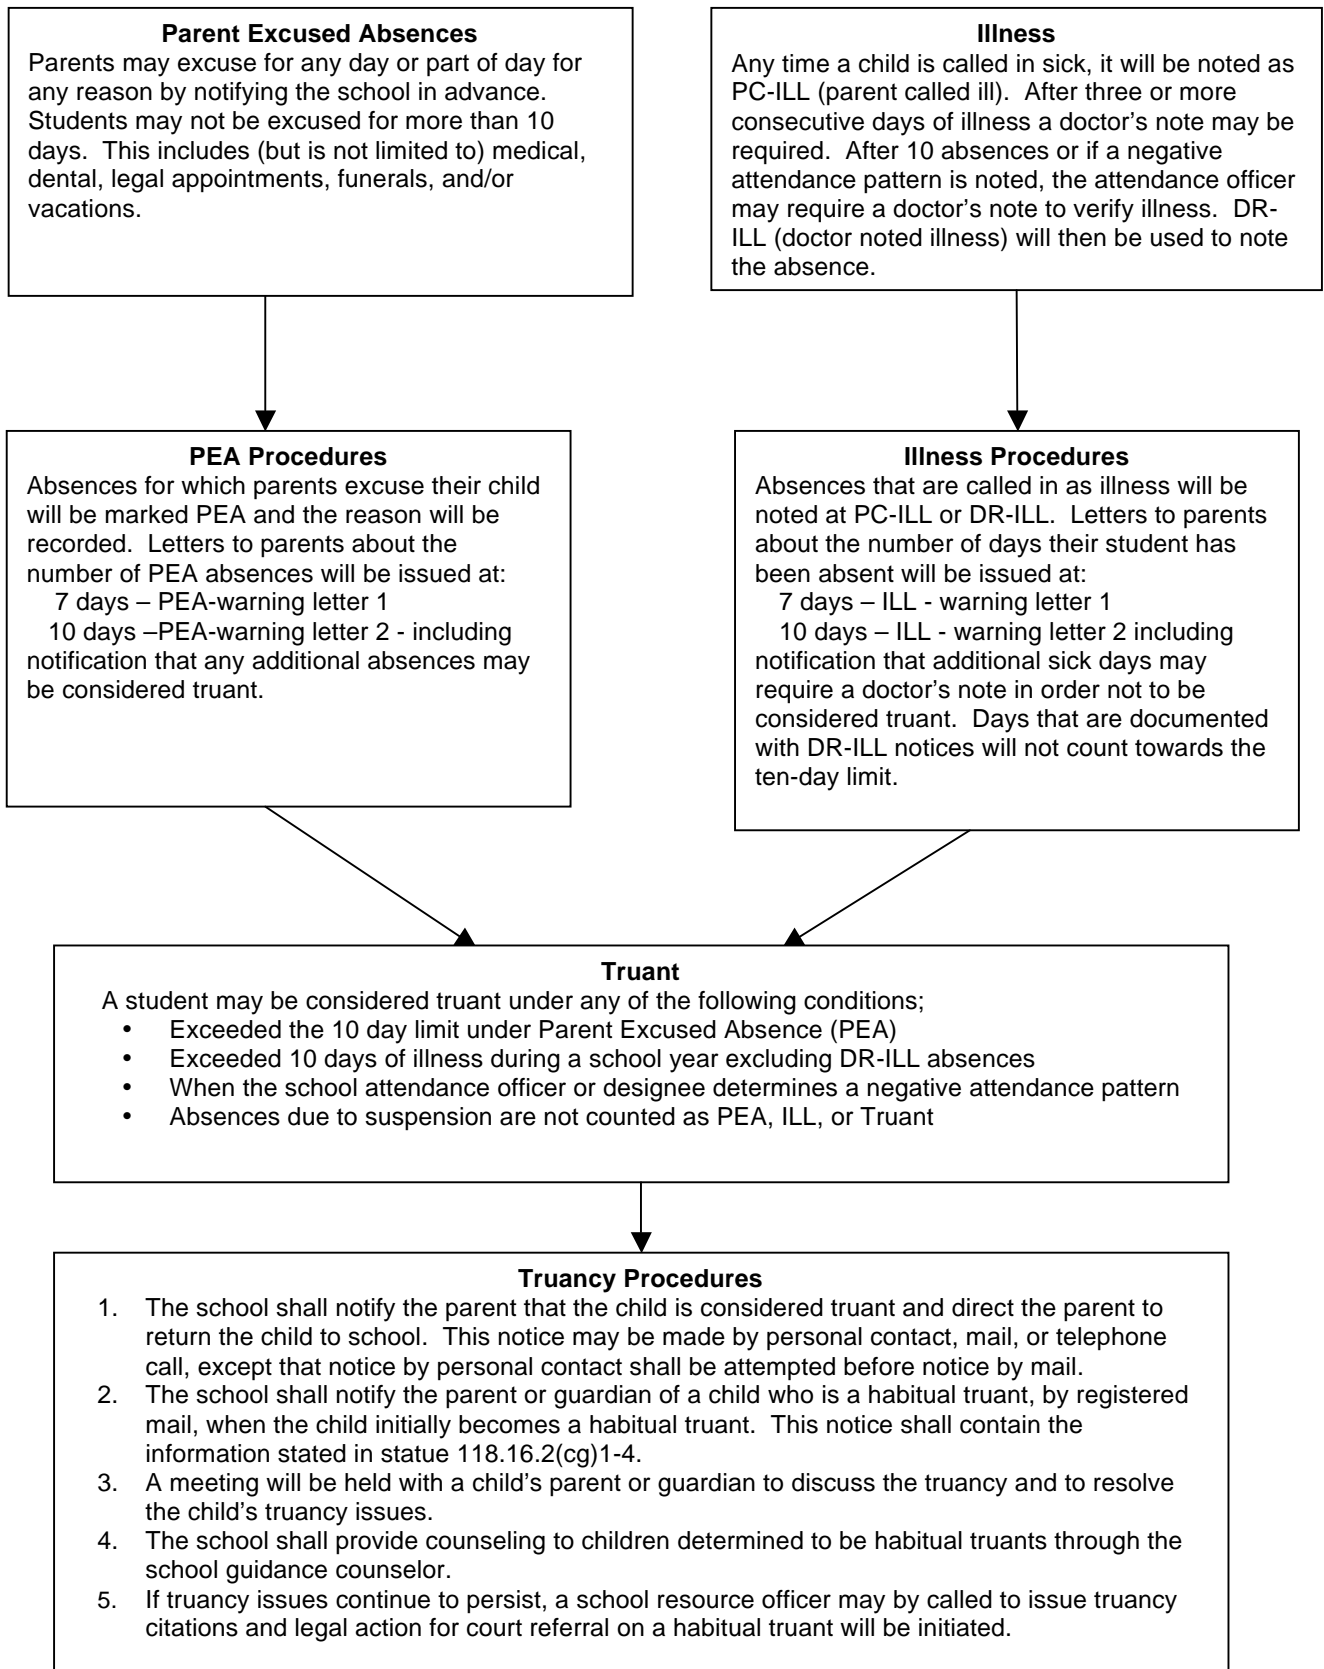 Parent Excused Absences
Parents may excuse for any day or part of day for
any reason by notifying the school in advance.
Students may not be excused for more than 10
days.  This includes (but is not limited to) medical,
dental, legal appointments, funerals, and/or
vacations.
Illness
Any time a child is called in sick, it will be noted as
PC-ILL (parent called ill).  After three or more
consecutive days of illness a doctor's note may be
required.  After 10 absences or if a negative
attendance pattern is noted, the attendance officer
may require a doctor's note to verify illness.  DR-
ILL (doctor noted illness) will then be used to note
the absence.
PEA Procedures
Absences for which parents excuse their child
will be marked PEA and the reason will be
recorded.  Letters to parents about the
number of PEA absences will be issued at:
7 days – PEA-warning letter 1
10 days –PEA-warning letter 2 - including
notification that any additional absences may
be considered truant.
Illness Procedures
Absences that are called in as illness will be
noted at PC-ILL or DR-ILL.  Letters to parents
about the number of days their student has
been absent will be issued at:
7 days – ILL - warning letter 1
10 days – ILL - warning letter 2 including
notification that additional sick days may
require a doctor's note in order not to be
considered truant.  Days that are documented
with DR-ILL notices will not count towards the
ten-day limit.
Truant
A student may be considered truant under any of the following conditions;
• Exceeded the 10 day limit under Parent Excused Absence (PEA)
• Exceeded 10 days of illness during a school year excluding DR-ILL absences
• When the school attendance officer or designee determines a negative attendance pattern
• Absences due to suspension are not counted as PEA, ILL, or Truant
Truancy Procedures
1. The school shall notify the parent that the child is considered truant and direct the parent to
return the child to school.  This notice may be made by personal contact, mail, or telephone
call, except that notice by personal contact shall be attempted before notice by mail.
2. The school shall notify the parent or guardian of a child who is a habitual truant, by registered
mail, when the child initially becomes a habitual truant.  This notice shall contain the
information stated in statue 118.16.2(cg)1-4.
3. A meeting will be held with a child's parent or guardian to discuss the truancy and to resolve
the child's truancy issues.
4. The school shall provide counseling to children determined to be habitual truants through the
school guidance counselor.
5. If truancy issues continue to persist, a school resource officer may by called to issue truancy
citations and legal action for court referral on a habitual truant will be initiated.